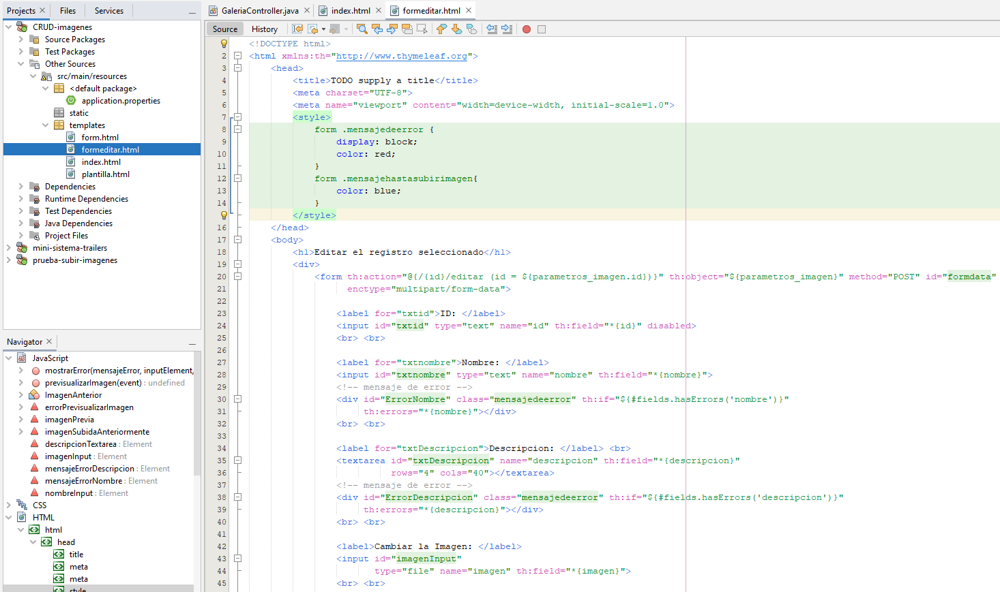 Projects
Files
Services
CRUD-imagenes
Source Packages
Test Packages
Other Sources
src/main/resources
<default package>
application.properties
static
templates
form.html
formeditar.html
index.html
plantilla.html
Dependencies
Runtime Dependencies
Test Dependencies
Java Dependencies
Project Files
mini-sistema-trailers
prueba-subir-imagenes
Navigator
JavaScript
mostrarError(mensajeError, inputElement,
previsualizarImagen(event) : undefined
ImagenAnterior
errorPrevisualizarImagen
imagenPrevia
imagenSubidaAnteriormente
descripcionTextarea : Element
imagenInput : Element
mensajeErrorDescripcion : Element
mensajeErrorNombre : Element
nombreInput : Element
CSS
HTML
html
head
title
meta
meta
style
GaleriaController.java
index.html
formeditar.html
Source
History
<!DOCTYPE html>
2 <html xmlns:th="http://www.thymeleaf.org">
3 <head>
4 <title>TODO supply a title</title>
5 <meta charset="UTF-8">
6 <meta name="viewport" content="width=device-width, initial-scale=1.0">
7 <style>
8 form .mensajedeerror {
9 display: block;
10 color: red;
11 }
12 form .mensajehastasubirimagen{
13 color: blue;
14 }
</style>
16 </head>
17 <body>
18 <h1>Editar el registro seleccionado</h1>
19 <div>
20 <form th:action="@{/{id}/editar (id = ${parametros_imagen.id})}" th:object="${parametros_imagen}" method="POST" id="formdata"
21 enctype="multipart/form-data">
22
23 <label for="txtid">ID: </label>
24 <input id="txtid" type="text" name="id" th:field="*{id}" disabled>
25 <br> <br>
26
27 <label for="txtnombre">Nombre: </label>
28 <input id="txtnombre" type="text" name="nombre" th:field="*{nombre}">
29 <!-- mensaje de error -->
30 <div id="ErrorNombre" class="mensajedeerror" th:if="${#fields.hasErrors('nombre')}"
31 th:errors="*{nombre}"></div>
32 <br> <br>
33
34 <label for="txtDescripcion">Descripcion: </label> <br>
35 <textarea id="txtDescripcion" name="descripcion" th:field="*{descripcion}"
36 rows="4" cols="40"></textarea>
37 <!-- mensaje de error -->
38 <div id="ErrorDescripcion" class="mensajedeerror" th:if="${#fields.hasErrors('descripcion')}"
39 th:errors="*{descripcion}"></div>
40 <br> <br>
41
42 <label>Cambiar la Imagen: </label>
43 <input id="imagenInput"
44 type="file" name="imagen" th:field="*{imagen}">
45 <br> <br>